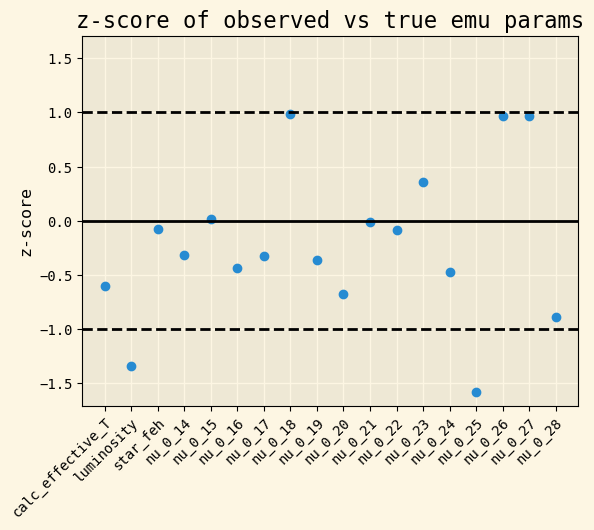 z-score of observed vs true emu params
z-score
1.5
1.0
0.5
0.0
−0.5
−1.0
−1.5
calc_effective_T
luminosity
star_feh
nu_0_14
nu_0_15
nu_0_16
nu_0_17
nu_0_18
nu_0_19
nu_0_20
nu_0_21
nu_0_22
nu_0_23
nu_0_24
nu_0_25
nu_0_26
nu_0_27
nu_0_28